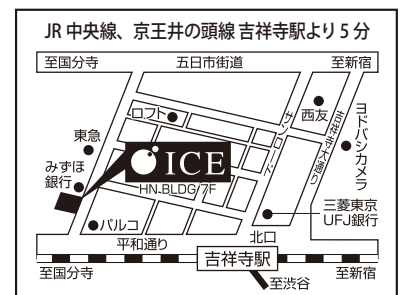 JR 中央線、京王井の頭線 吉祥寺駅より 5 分
至国分寺
五日市街道
至新宿
ロフト
サンロード
西友
吉祥寺大通り
ヨドバシカメラ
東急
みずほ
銀行
ICE
HN-BLDG 7F
三菱東京
UFJ銀行
パルコ
平和通り
北口
吉祥寺駅
至国分寺
至渋谷
至新宿